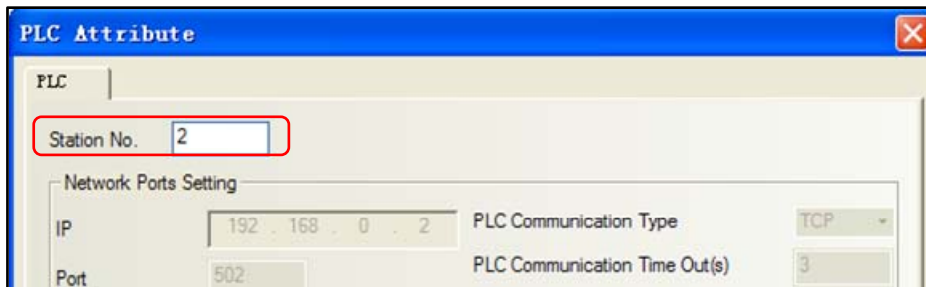 PLC Attribute
PLC
Station No. 2
Network Ports Setting
IP 192 . 168 . 0 . 2 PLC Communication Type TCP
Port 502 PLC Communication Time Out(s) 3